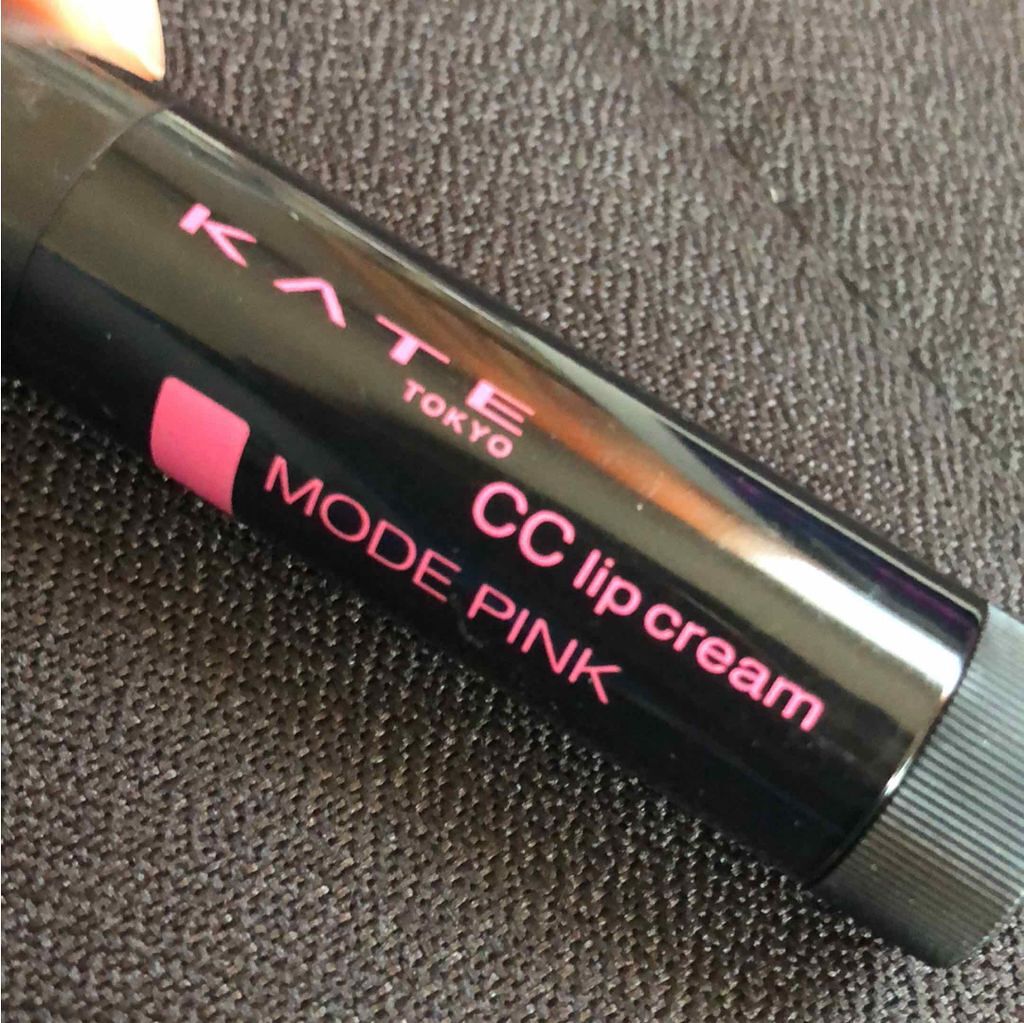 KATE
TOKYO
CC lip cream
MODE PINK